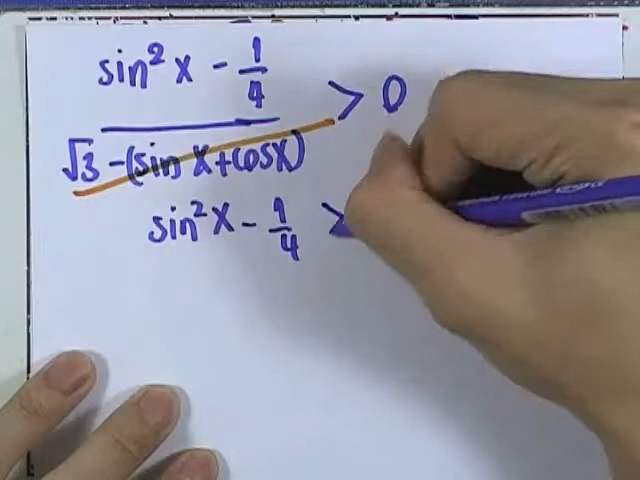 sin² x - 1/4
> 0
√3 - (sin x + cos x)
sin² x - 1/4 >